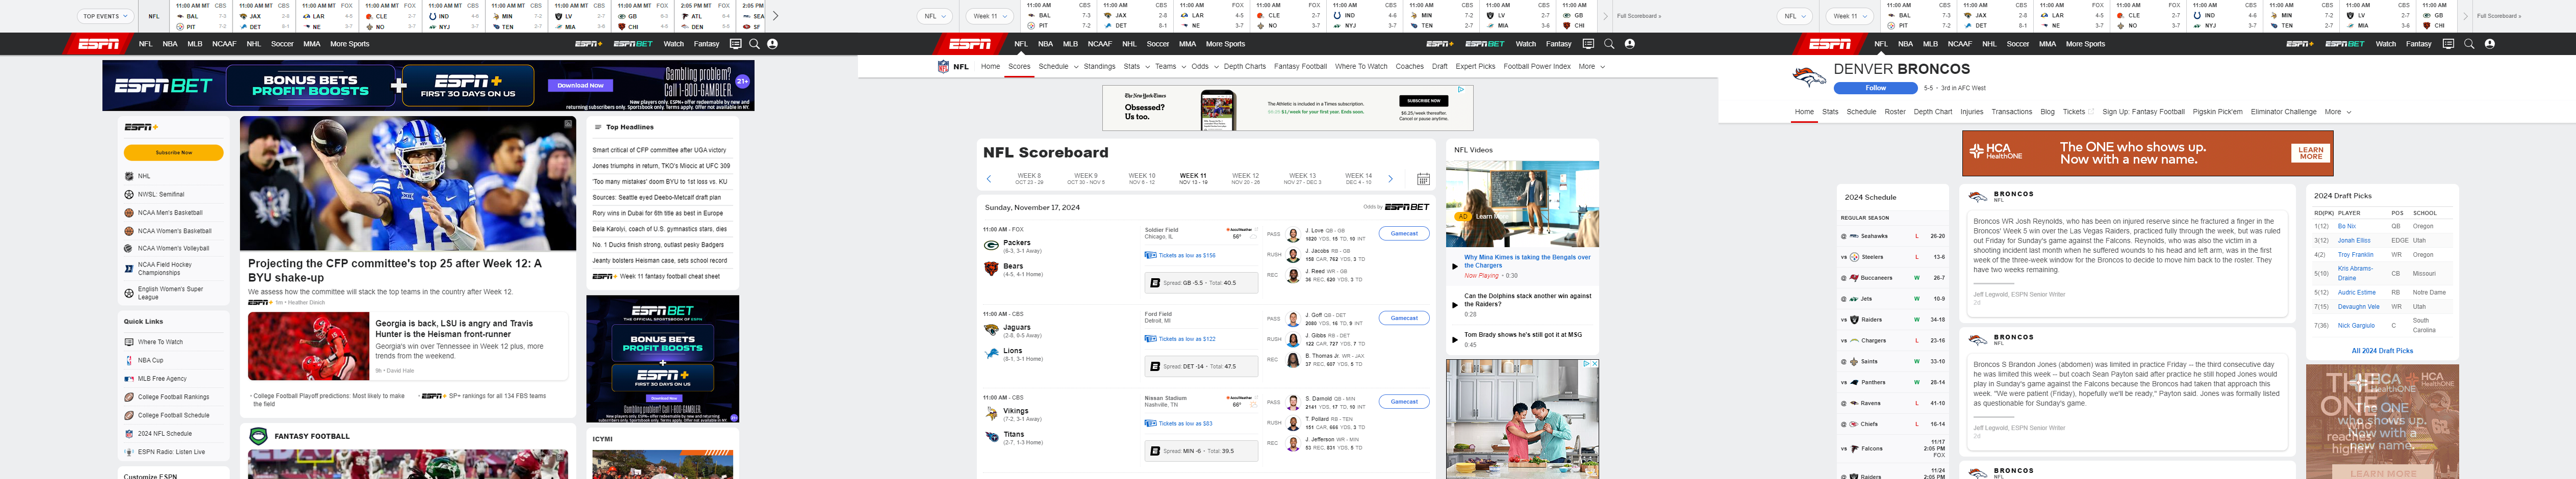 TOP EVENTS
NFL
11:00 AM MT CBS
BAL 7-3
PIT 7-2
11:00 AM MT CBS
JAX 2-8
DET 8-1
11:00 AM MT FOX
LAR 4-5
NE 3-7
11:00 AM MT FOX
CLE 2-7
NO 3-7
11:00 AM MT CBS
IND 4-6
NYJ 3-7
11:00 AM MT CBS
MIN 7-2
TEN 2-7
11:00 AM MT CBS
LV 2-7
MIA 3-6
11:00 AM MT FOX
GB 6-3
CHI 4-5
2:05 PM MT FOX
ATL 6-4
DEN 5-5
2:05 PM
SEA
SF
ESPN
NFL NBA MLB NCAAF NHL Soccer MMA More Sports
ESPN+ ESPN BET Watch Fantasy
ESPN BET
BONUS BETS
PROFIT BOOSTS
+
ESPN+
FIRST 30 DAYS ON US
Download Now
Gambling problem?
Call 1-800-GAMBLER.
21+
New players only. ESPN+ offer redeemable by new and
returning subscribers only. Sportsbook only. Terms apply. Offer not available in NY.
ESPN+
Subscribe Now
NHL
NWSL: Semifinal
NCAA Men's Basketball
NCAA Women's Basketball
NCAA Women's Volleyball
NCAA Field Hockey
Championships
English Women's Super
League
Quick Links
Where To Watch
NBA Cup
MLB Free Agency
College Football Rankings
College Football Schedule
2024 NFL Schedule
ESPN Radio: Listen Live
Customize ESPN
Projecting the CFP committee's top 25 after Week 12: A
BYU shake-up
We assess how the committee will stack the top teams in the country after Week 12.
ESPN+ 1m • Heather Dinich
Georgia is back, LSU is angry and Travis
Hunter is the Heisman front-runner
Georgia's win over Tennessee in Week 12 plus, more
trends from the weekend.
9h • David Hale
College Football Playoff predictions: Most likely to make
the field
ESPN+ SP+ rankings for all 134 FBS teams
FANTASY FOOTBALL
Top Headlines
Smart critical of CFP committee after UGA victory
Jones triumphs in return, TKO's Miocic at UFC 309
'Too many mistakes' doom BYU to 1st loss vs. KU
Sources: Seattle eyed Deebo-Metcalf draft plan
Rory wins in Dubai for 6th title as best in Europe
Bela Karolyi, coach of U.S. gymnastics stars, dies
No. 1 Ducks finish strong, outlast pesky Badgers
Jeanty bolsters Heisman case, sets school record
ESPN+ Week 11 fantasy football cheat sheet
ESPN BET
THE OFFICIAL SPORTSBOOK OF ESPN
BONUS BETS
PROFIT BOOSTS
+
ESPN+
FIRST 30 DAYS ON US
Download Now
Gambling problem? Call 1-800-GAMBLER
ICYMI
NFL
Week 11
11:00 AM CBS
BAL 7-3
PIT 7-2
11:00 AM CBS
JAX 2-8
DET 8-1
11:00 AM FOX
LAR 4-5
NE 3-7
11:00 AM FOX
CLE 2-7
NO 3-7
11:00 AM CBS
IND 4-6
NYJ 3-7
11:00 AM CBS
MIN 7-2
TEN 2-7
11:00 AM CBS
LV 2-7
MIA 3-6
11:00 AM
GB
CHI
Full Scoreboard »
ESPN
NFL NBA MLB NCAAF NHL Soccer MMA More Sports
ESPN+ ESPN BET Watch Fantasy
NFL Home Scores Schedule Standings Stats Teams Odds Depth Charts Fantasy Football Where To Watch Coaches Draft Expert Picks Football Power Index More
The New York Times
Obsessed?
Us too.
The Athletic is included in a Times subscription.
$6.25/week $1/week for your first year. Ends soon.
SUBSCRIBE NOW
$6.25/week thereafter.
Cancel or pause anytime.
NFL Scoreboard
WEEK 8
OCT 23 - 29
WEEK 9
OCT 30 - NOV 5
WEEK 10
NOV 6 - 12
WEEK 11
NOV 13 - 19
WEEK 12
NOV 20 - 26
WEEK 13
NOV 27 - DEC 3
WEEK 14
DEC 4 - 10
Sunday, November 17, 2024
Odds by ESPN BET
11:00 AM - FOX
Packers
(6-3, 3-1 Away)
Bears
(4-5, 4-1 Home)
Soldier Field
Chicago, IL
AccuWeather
56°
Tickets as low as $156
Spread: GB -5.5 • Total: 40.5
PASS J. Love QB - GB
1820 YDS, 15 TD, 10 INT
RUSH J. Jacobs RB - GB
158 CAR, 762 YDS, 3 TD
REC J. Reed WR - GB
36 REC, 620 YDS, 3 TD
Gamecast
11:00 AM - CBS
Jaguars
(2-8, 0-5 Away)
Lions
(8-1, 3-1 Home)
Ford Field
Detroit, MI
Tickets as low as $122
Spread: DET -14 • Total: 47.5
PASS J. Goff QB - DET
2080 YDS, 16 TD, 9 INT
RUSH J. Gibbs RB - DET
122 CAR, 727 YDS, 7 TD
REC B. Thomas Jr. WR - JAX
37 REC, 607 YDS, 5 TD
Gamecast
11:00 AM - CBS
Vikings
(7-2, 3-1 Away)
Titans
(2-7, 1-3 Home)
Nissan Stadium
Nashville, TN
AccuWeather
66°
Tickets as low as $83
Spread: MIN -6 • Total: 39.5
PASS S. Darnold QB - MIN
2141 YDS, 17 TD, 10 INT
RUSH T. Pollard RB - TEN
151 CAR, 666 YDS, 3 TD
REC J. Jefferson WR - MIN
53 REC, 831 YDS, 5 TD
Gamecast
NFL Videos
AD Learn More
Why Mina Kimes is taking the Bengals over
the Chargers
Now Playing • 0:30
Can the Dolphins stack another win against
the Raiders?
0:28
Tom Brady shows he's still got it at MSG
0:45
NFL
Week 11
11:00 AM CBS
BAL 7-3
PIT 7-2
11:00 AM CBS
JAX 2-8
DET 8-1
11:00 AM FOX
LAR 4-5
NE 3-7
11:00 AM FOX
CLE 2-7
NO 3-7
11:00 AM CBS
IND 4-6
NYJ 3-7
11:00 AM CBS
MIN 7-2
TEN 2-7
11:00 AM CBS
LV 2-7
MIA 3-6
11:00 AM
GB
CHI
Full Scoreboard »
ESPN
NFL NBA MLB NCAAF NHL Soccer MMA More Sports
ESPN+ ESPN BET Watch Fantasy
DENVER BRONCOS
Follow
5-5 • 3rd in AFC West
Home Stats Schedule Roster Depth Chart Injuries Transactions Blog Tickets Sign Up: Fantasy Football Pigskin Pick'em Eliminator Challenge More
HCA
HealthONE
The ONE who shows up.
Now with a new name.
LEARN
MORE
2024 Schedule
REGULAR SEASON
@ Seahawks L 26-20
vs Steelers L 13-6
@ Buccaneers W 26-7
@ Jets W 10-9
vs Raiders W 34-18
vs Chargers L 23-16
@ Saints W 33-10
vs Panthers W 28-14
@ Ravens L 41-10
@ Chiefs L 16-14
vs Falcons 11/17
2:05 PM
FOX
@ Raiders 11/24
2:05 PM
BRONCOS
NFL
Broncos WR Josh Reynolds, who has been on injured reserve since he fractured a finger in the
Broncos' Week 5 win over the Las Vegas Raiders, practiced fully through the week, but was ruled
out Friday for Sunday's game against the Falcons. Reynolds, who was also the victim in a
shooting incident last month when he suffered wounds to his head and left arm, was in the first
week of the three-week window for the Broncos to decide to move him back to the roster. They
have two weeks remaining.
Jeff Legwold, ESPN Senior Writer
2d
BRONCOS
NFL
Broncos S Brandon Jones (abdomen) was limited in practice Friday -- the third consecutive day
he was limited this week -- but coach Sean Payton said after practice he still hoped Jones would
play in Sunday's game against the Falcons because the Broncos had taken that approach this
week. "We were patient (Friday), hopefully we'll be ready," Payton said. Jones was formally listed
as questionable for Sunday's game.
Jeff Legwold, ESPN Senior Writer
2d
BRONCOS
NFL
2024 Draft Picks
RD(PK) PLAYER POS SCHOOL
1(12) Bo Nix QB Oregon
3(12) Jonah Elliss EDGE Utah
4(2) Troy Franklin WR Oregon
5(10) Kris Abrams-
Draine CB Missouri
5(12) Audric Estime RB Notre Dame
7(15) Devaughn Vele WR Utah
7(36) Nick Gargiulo C South
Carolina
All 2024 Draft Picks
HCA
HealthONE
The ONE who
shows up.
Now with a
new name.
LEARN MORE